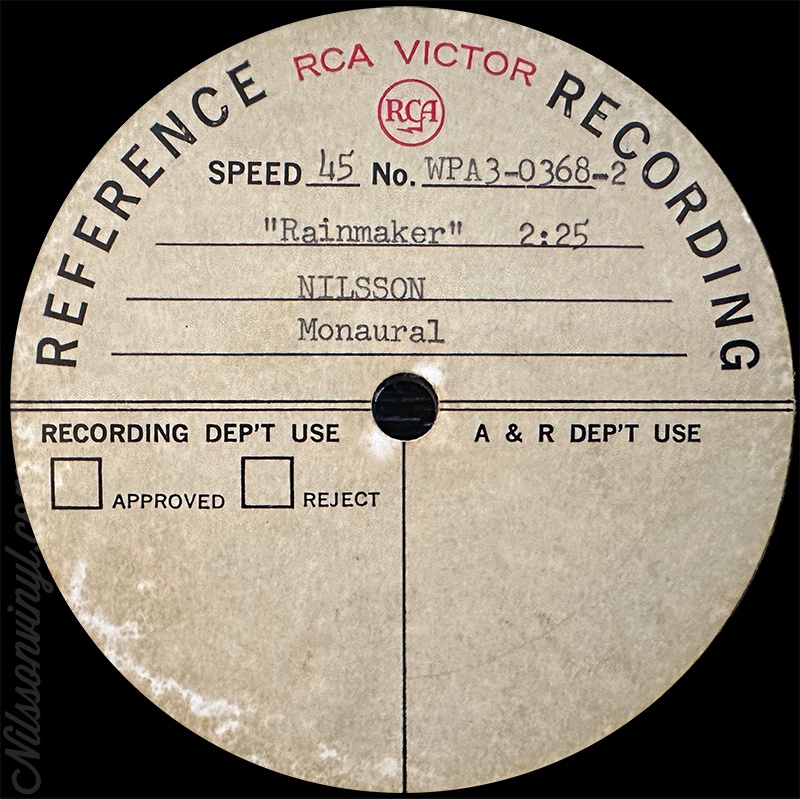 RCA VICTOR
REFERENCE RECORDING
RCA
SPEED 45 No. WPA3-0368-2
"Rainmaker" 2:25
NILSSON
Monaural
RECORDING DEP'T USE
A & R DEP'T USE
APPROVED REJECT
Nilssonvinyl.com